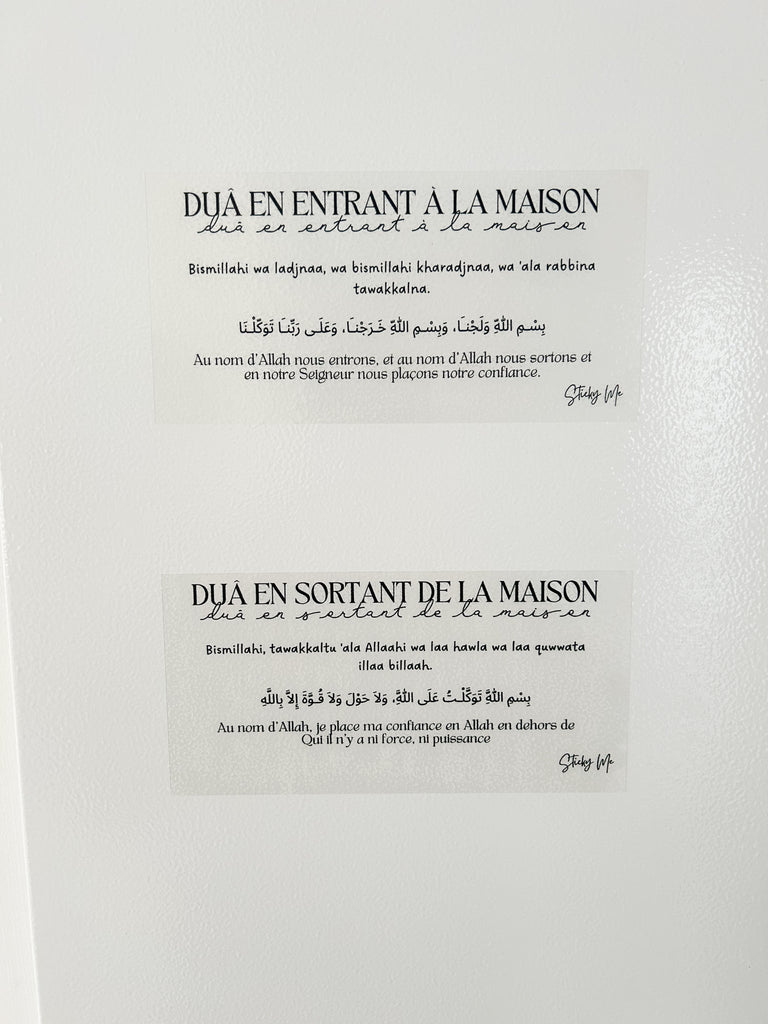 DUÂ EN ENTRANT À LA MAISON
duâ en entrant à la maison
Bismillahi wa ladjnaa, wa bismillahi kharadjnaa, wa 'ala rabbina
tawakkalna.
بِسْمِ اللَّهِ وَلَجْنَا، وَبِسْمِ اللَّهِ خَرَجْنَا، وَعَلَى رَبِّنَا تَوَكَّلْنَا
Au nom d'Allah nous entrons, et au nom d'Allah nous sortons et
en notre Seigneur nous plaçons notre confiance.
Sticky Me
DUÂ EN SORTANT DE LA MAISON
duâ en sortant de la maison
Bismillahi, tawakkaltu 'ala Allaahi wa laa hawla wa laa quwwata
illaa billaah.
بِسْمِ اللَّهِ تَوَكَّلْـتُ عَلَى اللَّهِ، وَلاَ حَوْلَ وَلاَ قُـوَّةَ إِلاَّ بِاللَّهِ
Au nom d'Allah, je place ma confiance en Allah en dehors de
Qui il n'y a ni force, ni puissance
Sticky Me